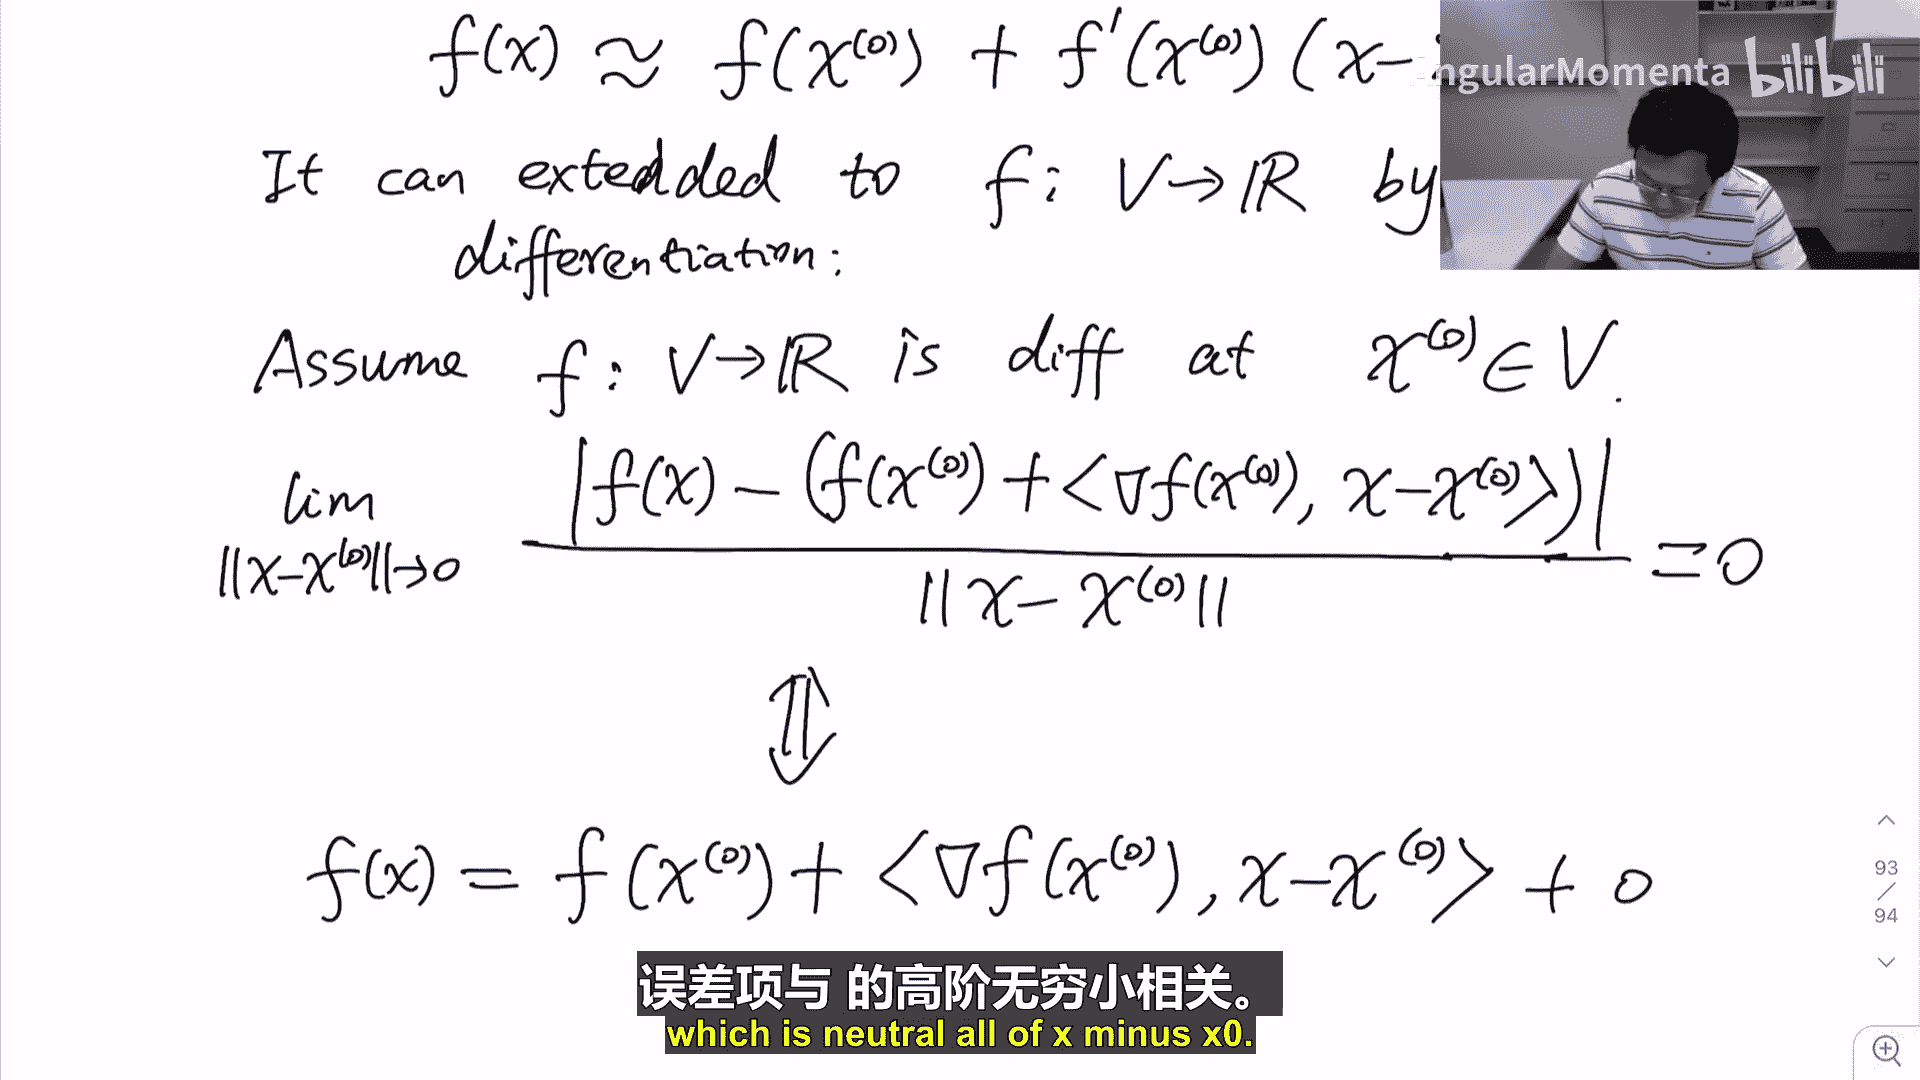 f(x) ≈ f(x^(0)) + f'(x^(0)) (x-
ngularMomenta bilibili
It can extedded to f: V→ℝ by
differentiation:
Assume f: V→ℝ is diff at x^(0) ∈ V.
lim ||x-x^(0)||→0 |f(x) - (f(x^(0)) + <∇f(x^(0)), x-x^(0)>)| / ||x-x^(0)|| = 0
⇕
f(x) = f(x^(0)) + <∇f(x^(0)), x-x^(0)> + o
93
/
94
误差项与 的高阶无穷小相关。
which is neutral all of x minus x0.